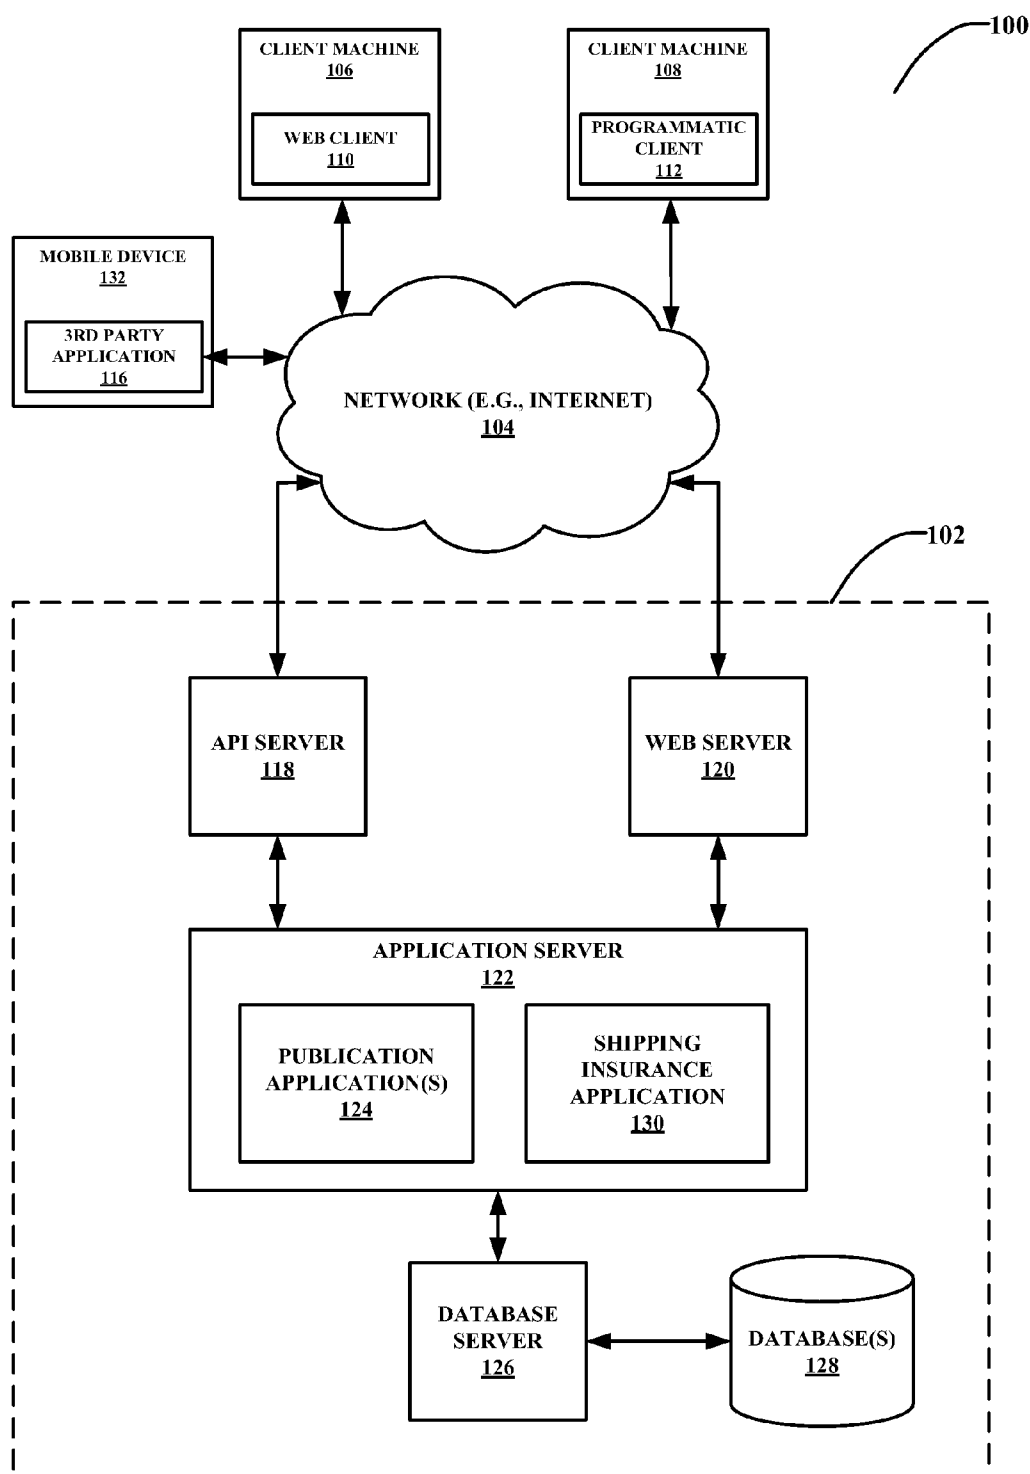 100
CLIENT MACHINE
106
WEB CLIENT
110
CLIENT MACHINE
108
PROGRAMMATIC
CLIENT
112
MOBILE DEVICE
132
3RD PARTY
APPLICATION
116
NETWORK (E.G., INTERNET)
104
102
API SERVER
118
WEB SERVER
120
APPLICATION SERVER
122
PUBLICATION
APPLICATION(S)
124
SHIPPING
INSURANCE
APPLICATION
130
DATABASE
SERVER
126
DATABASE(S)
128